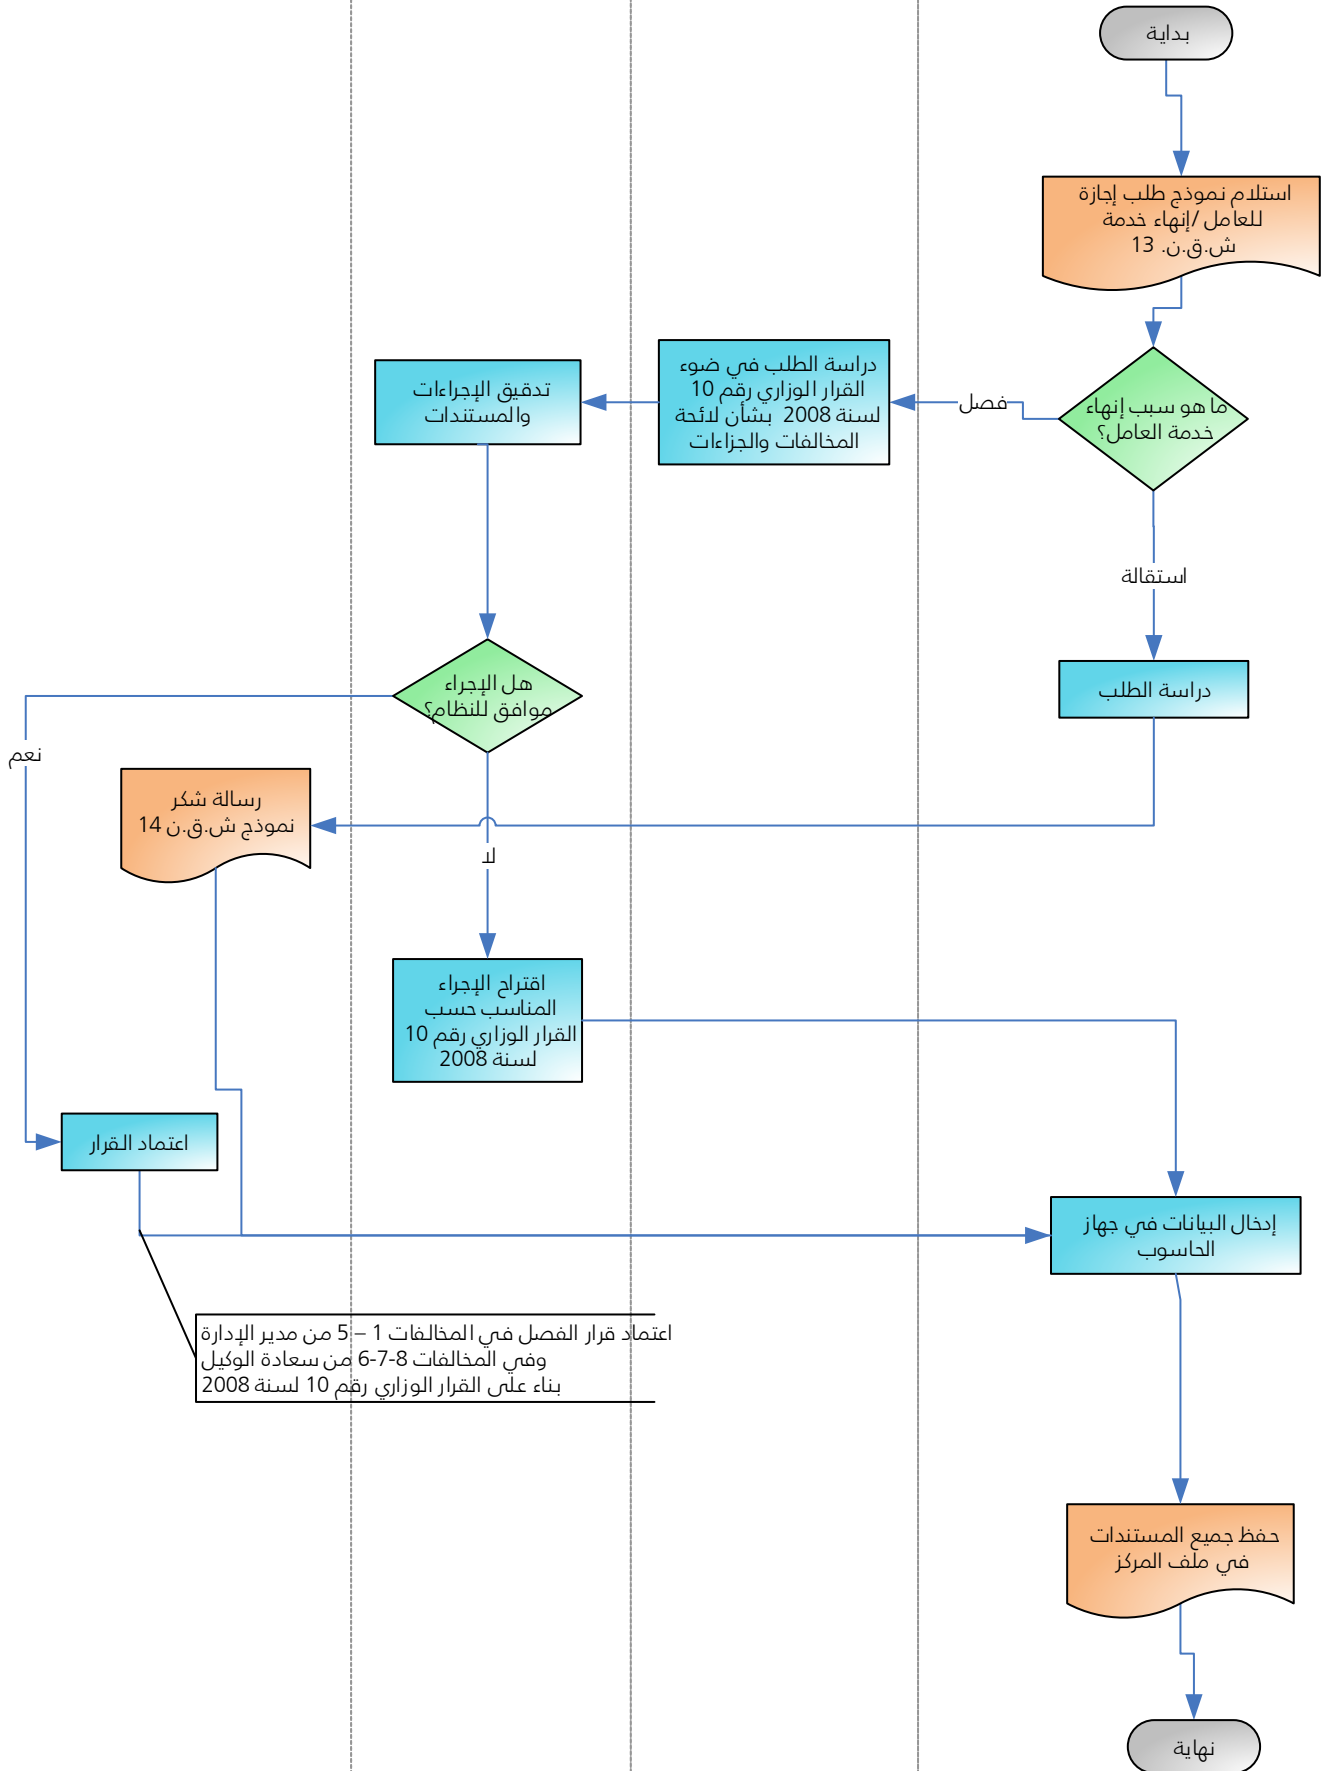 بداية
استلام نموذج طلب إجازة
للعامل /إنهاء خدمة
ش.ق.ن. 13
ما هو سبب إنهاء
خدمة العامل؟
فصل
دراسة الطلب في ضوء
القرار الوزاري رقم 10
لسنة 2008 بشأن لائحة
المخالفات والجزاءات
تدقيق الإجراءات
والمستندات
استقالة
دراسة الطلب
هل الإجراء
موافق للنظام؟
نعم
رسالة شكر
نموذج ش.ق.ن 14
لا
اقتراح الإجراء
المناسب حسب
القرار الوزاري رقم 10
لسنة 2008
اعتماد القرار
إدخال البيانات في جهاز
الحاسوب
اعتماد قرار الفصل في المخالفات 1 – 5 من مدير الإدارة
وفي المخالفات 8-7-6 من سعادة الوكيل
بناء على القرار الوزاري رقم 10 لسنة 2008
حفظ جميع المستندات
في ملف المركز
نهاية